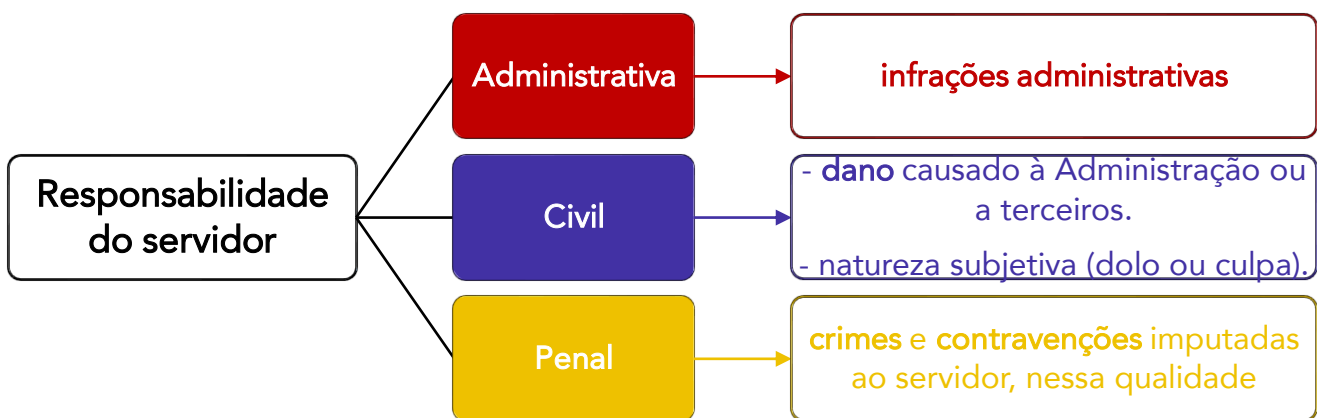 Responsabilidade
do servidor
Administrativa
infrações administrativas
Civil
- dano causado à Administração ou
a terceiros.
- natureza subjetiva (dolo ou culpa).
Penal
crimes e contravenções imputadas
ao servidor, nessa qualidade